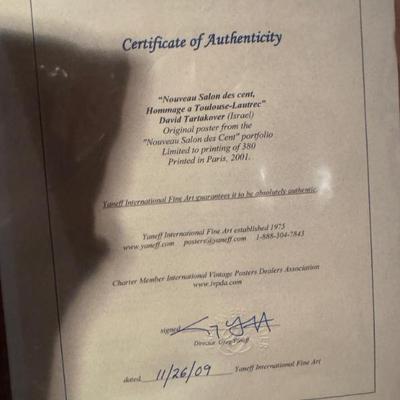 Certificate of Authenticity
"Nouveau Salon des cent,
Hommage a Toulouse-Lautrec"
David Tartakover (Israel)
Original poster from the
"Nouveau Salon des Cent" portfolio
Limited to printing of 380
Printed in Paris, 2001.
Yaneff International Fine Art guarantees it to be absolutely authentic.
Yaneff International Fine Art established 1975
www.yaneff.com posters@yaneff.com 1-888-304-7843
Charter Member International Vintage Posters Dealers Association
www.ivpda.com
signed
Director Greg Yaneff
dated 11/26/09 Yaneff International Fine Art